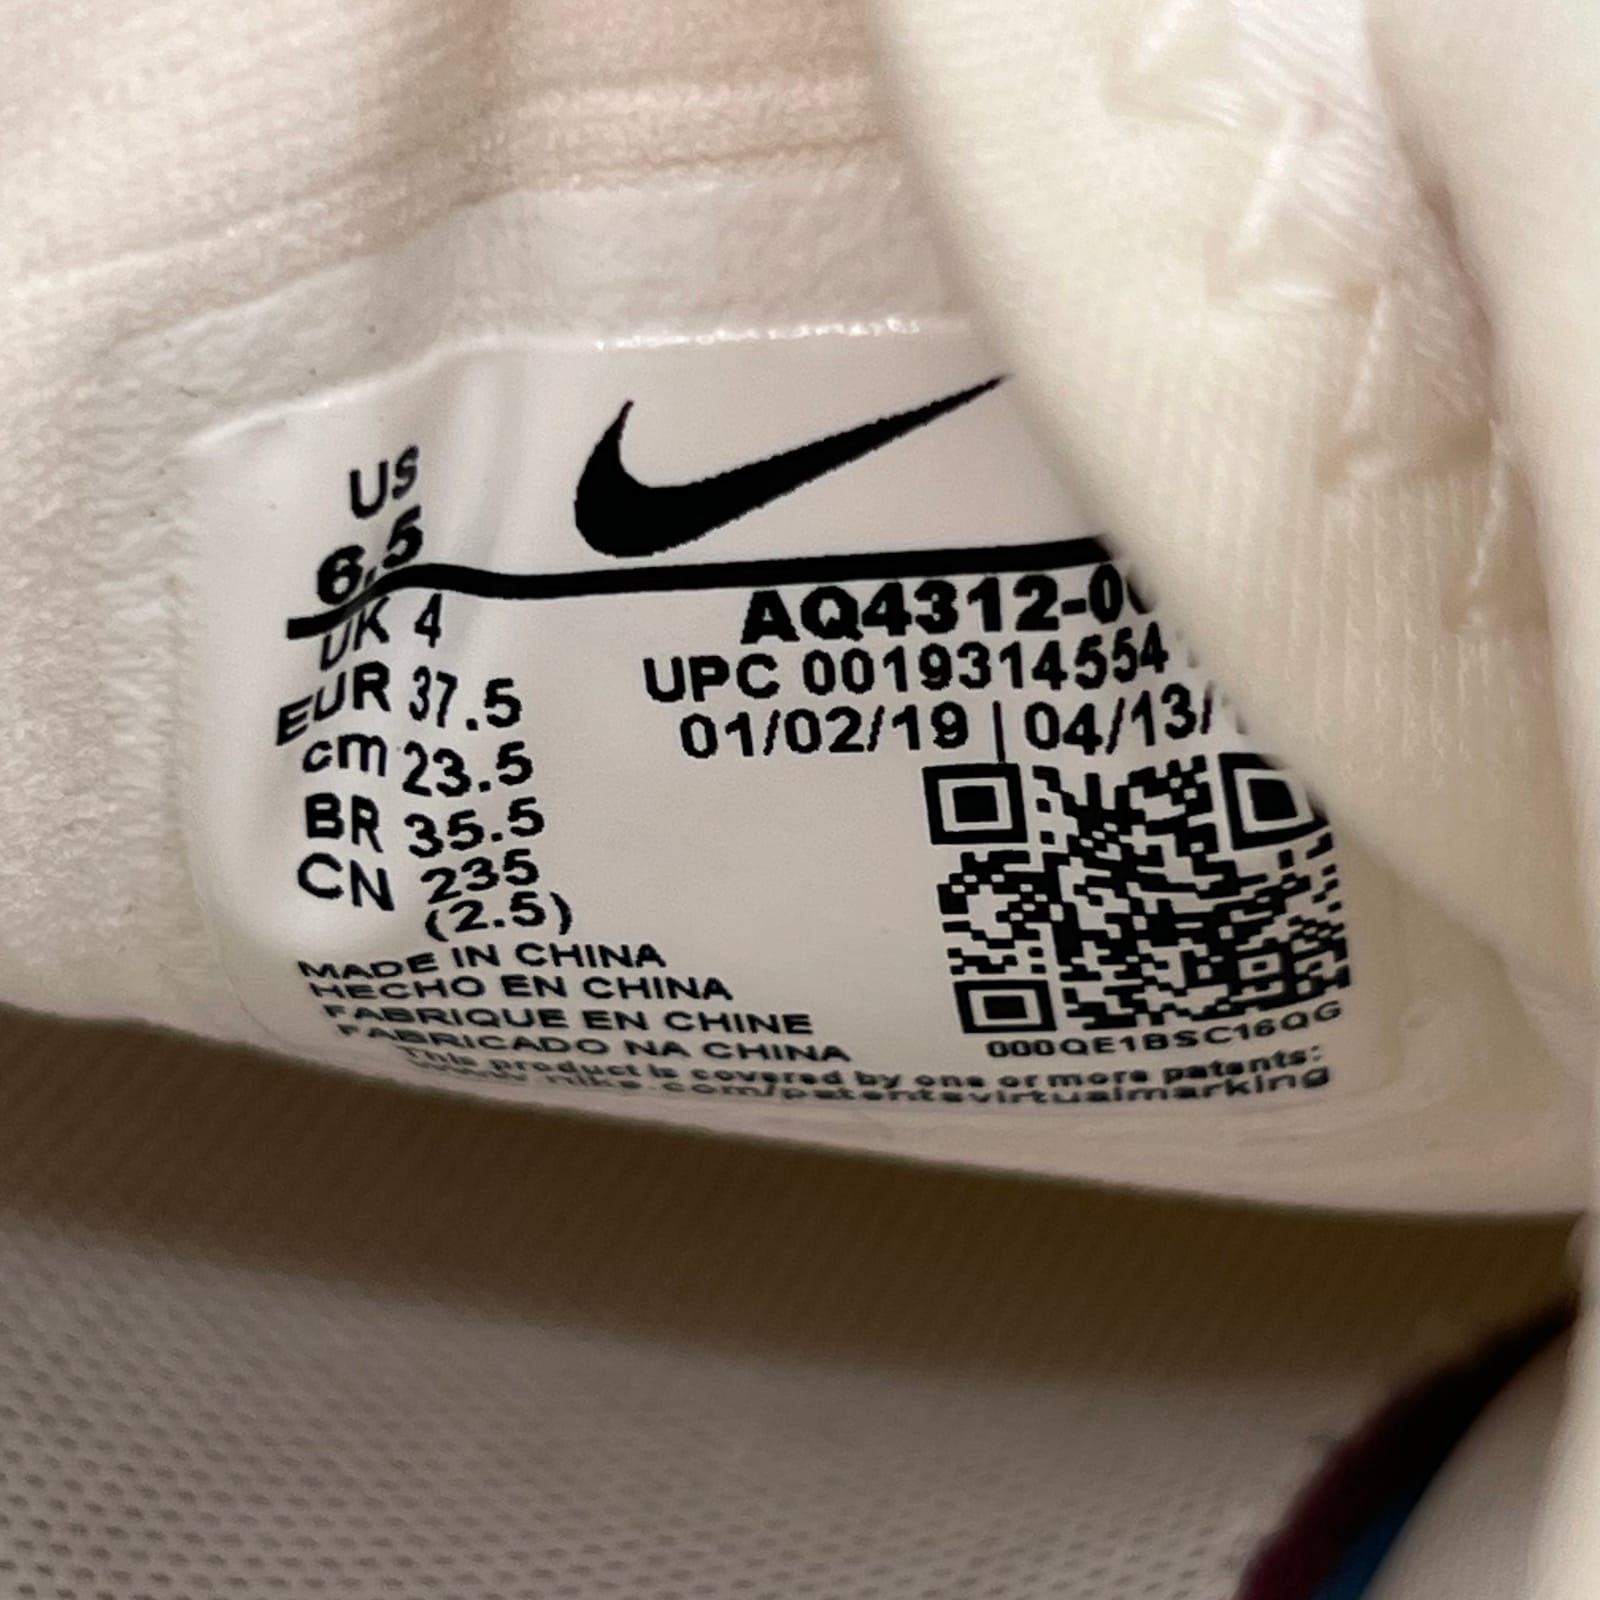 US
6.5
UK 4
EUR 37.5
cm 23.5
BR 35.5
CN 235
(2.5)
AQ4312-0
UPC 0019314554
01/02/19 | 04/13/
MADE IN CHINA
HECHO EN CHINA
FABRIQUE EN CHINE
FABRICADO NA CHINA
This product is covered by one or more patents:
www.nike.com/patentsvirtualmarking
000QE1BSC16QG